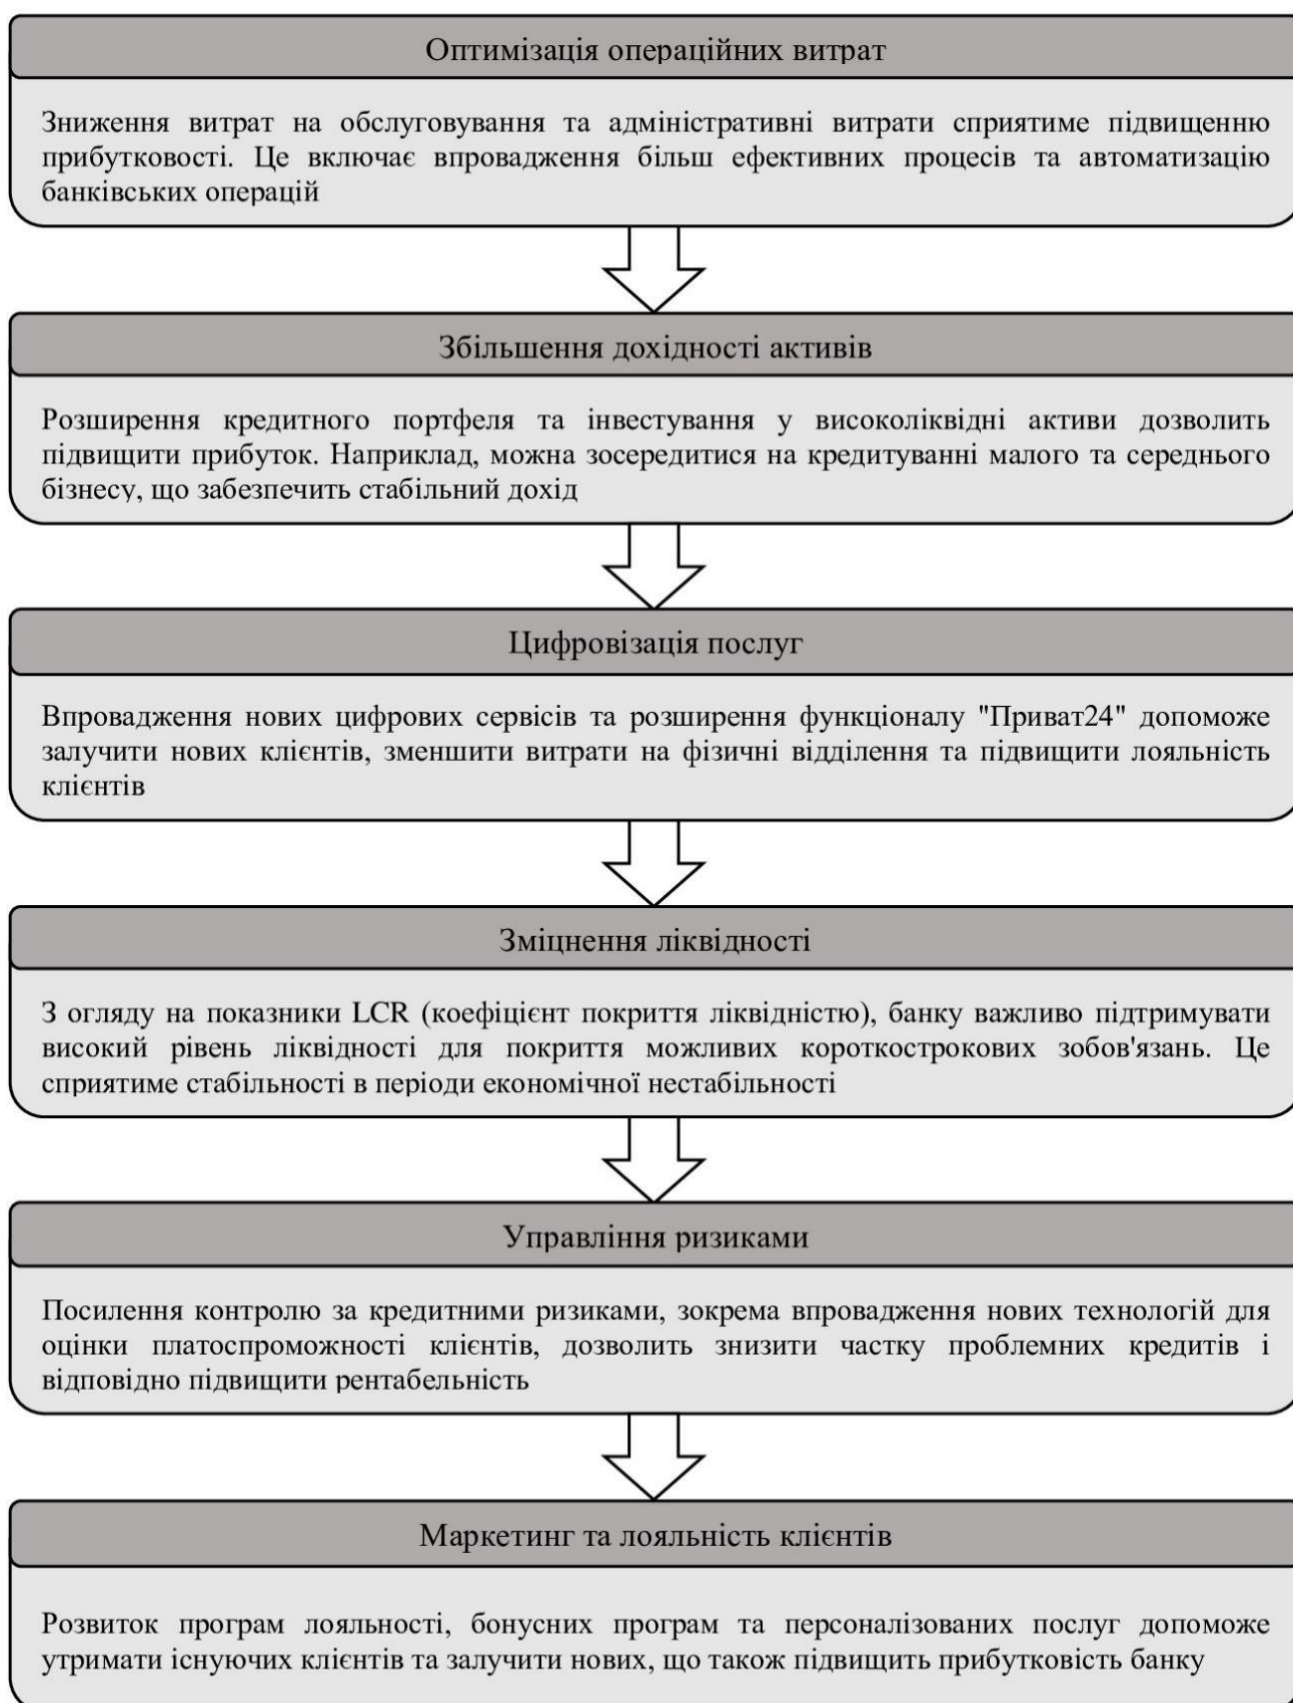 Оптимізація операційних витрат
Зниження витрат на обслуговування та адміністративні витрати сприятиме підвищенню
прибутковості. Це включає впровадження більш ефективних процесів та автоматизацію
банківських операцій
Збільшення дохідності активів
Розширення кредитного портфеля та інвестування у високоліквідні активи дозволить
підвищити прибуток. Наприклад, можна зосередитися на кредитуванні малого та середнього
бізнесу, що забезпечить стабільний дохід
Цифровізація послуг
Впровадження нових цифрових сервісів та розширення функціоналу "Приват24" допоможе
залучити нових клієнтів, зменшити витрати на фізичні відділення та підвищити лояльність
клієнтів
Зміцнення ліквідності
З огляду на показники LCR (коефіцієнт покриття ліквідністю), банку важливо підтримувати
високий рівень ліквідності для покриття можливих короткострокових зобов'язань. Це
сприятиме стабільності в періоди економічної нестабільності
Управління ризиками
Посилення контролю за кредитними ризиками, зокрема впровадження нових технологій для
оцінки платоспроможності клієнтів, дозволить знизити частку проблемних кредитів і
відповідно підвищити рентабельність
Маркетинг та лояльність клієнтів
Розвиток програм лояльності, бонусних програм та персоналізованих послуг допоможе
утримати існуючих клієнтів та залучити нових, що також підвищить прибутковість банку